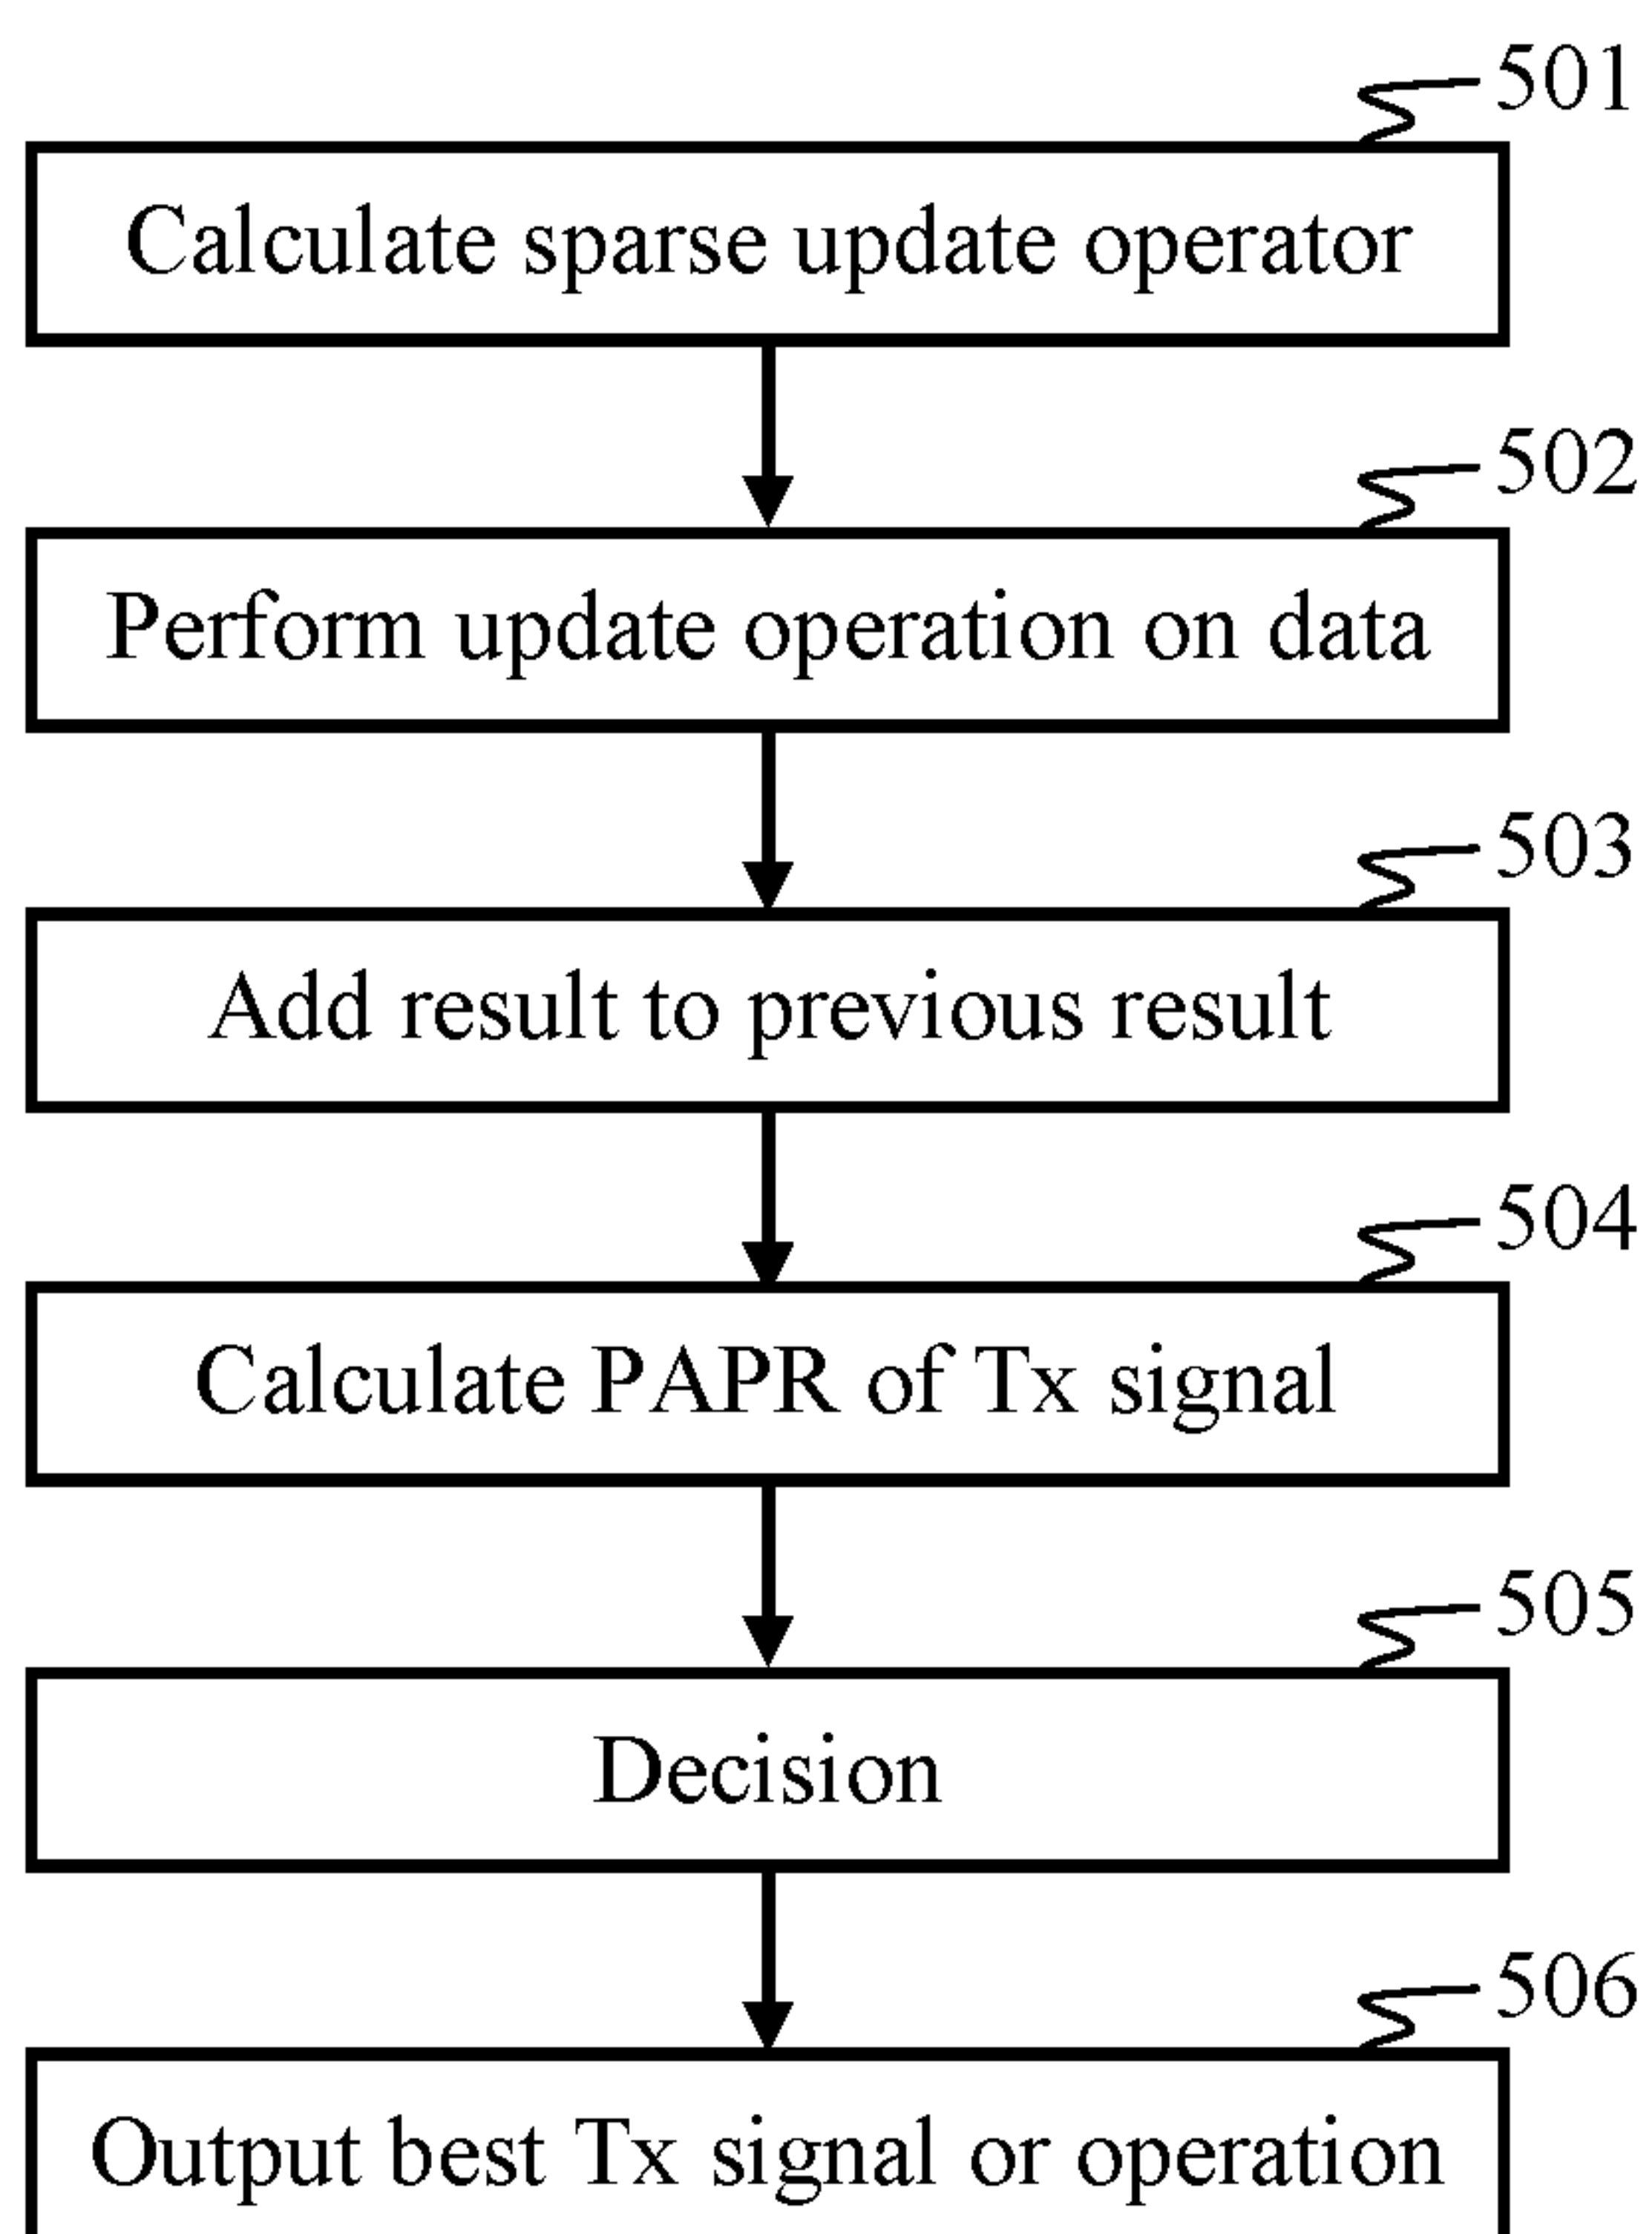 501
Calculate sparse update operator
502
Perform update operation on data
503
Add result to previous result
504
Calculate PAPR of Tx signal
505
Decision
506
Output best Tx signal or operation